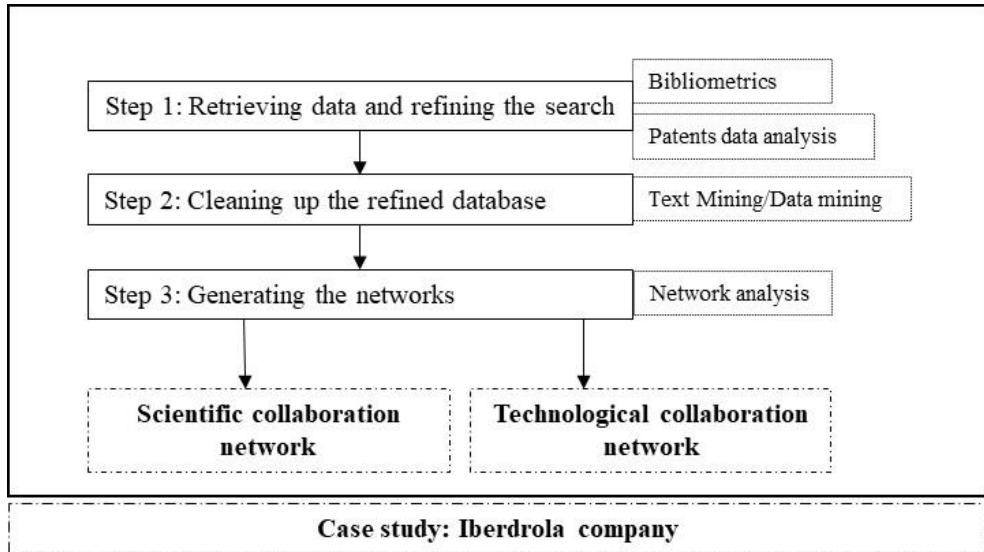 Bibliometrics
Step 1: Retrieving data and refining the search
Patents data analysis
Step 2: Cleaning up the refined database
Text Mining/Data mining
Step 3: Generating the networks
Network analysis
Scientific collaboration
network
Technological collaboration
network
Case study: Iberdrola company